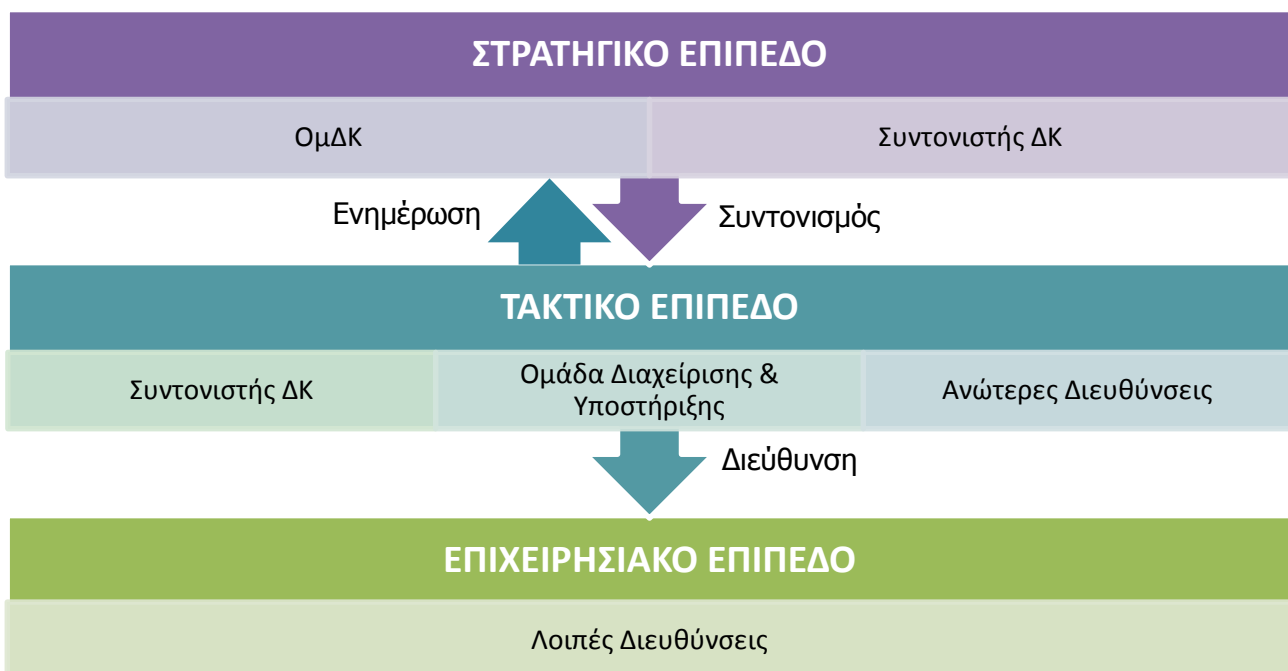 ΣΤΡΑΤΗΓΙΚΟ ΕΠΙΠΕΔΟ
ΟμΔΚ
Συντονιστής ΔΚ
Ενημέρωση
Συντονισμός
ΤΑΚΤΙΚΟ ΕΠΙΠΕΔΟ
Συντονιστής ΔΚ
Ομάδα Διαχείρισης &
Υποστήριξης
Ανώτερες Διευθύνσεις
Διεύθυνση
ΕΠΙΧΕΙΡΗΣΙΑΚΟ ΕΠΙΠΕΔΟ
Λοιπές Διευθύνσεις